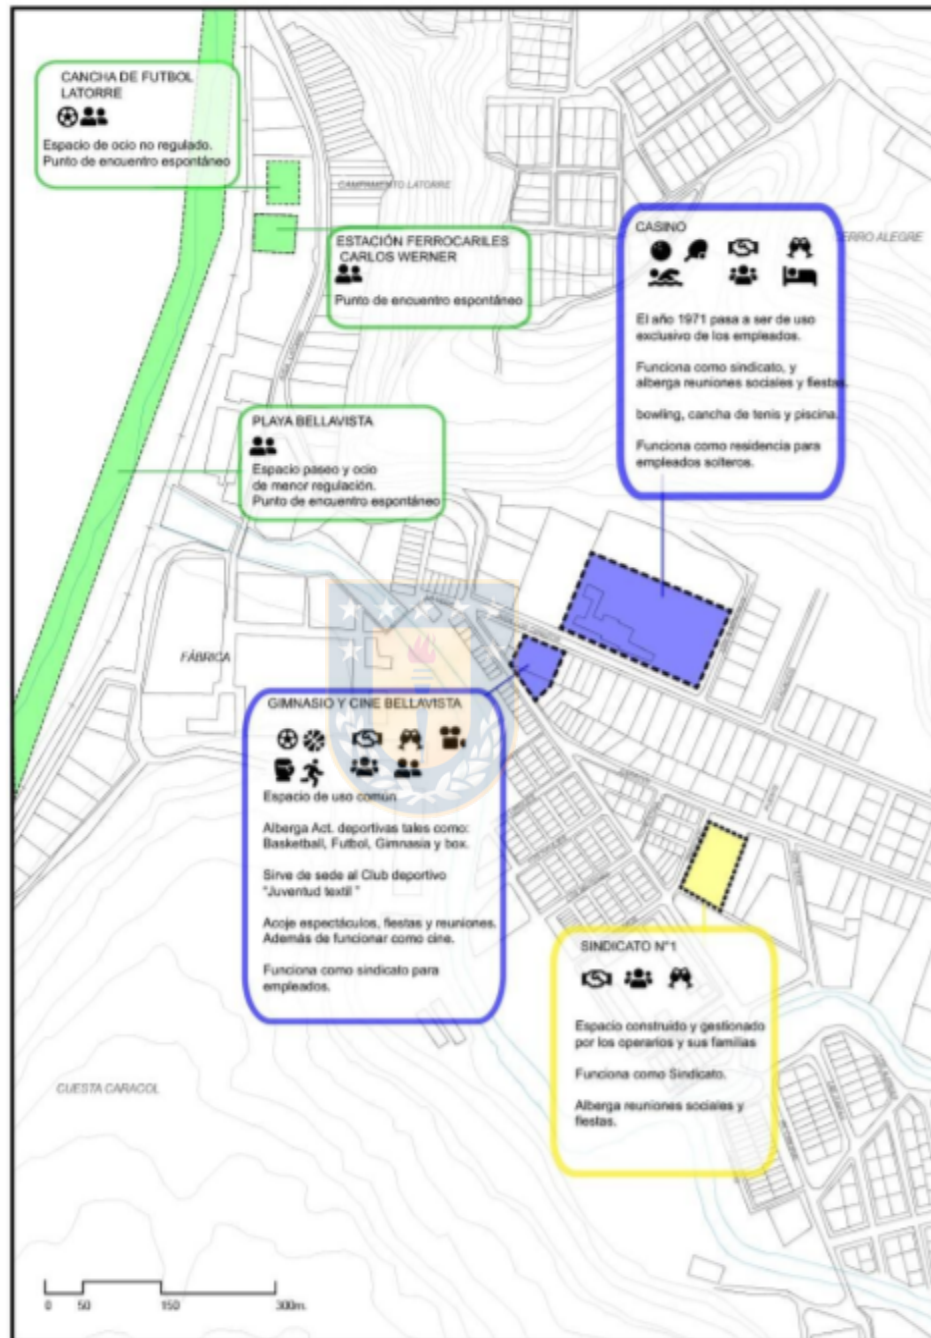 CANCHA DE FUTBOL
LATORRE
Espacio de ocio no regulado.
Punto de encuentro espontáneo
CAMPAMENTO LATORRE
ESTACIÓN FERROCARILES
CARLOS WERNER
Punto de encuentro espontáneo
CASINO
El año 1971 pasa a ser de uso
exclusivo de los empleados.
Funciona como sindicato, y
alberga reuniones sociales y fiestas.
bowling, cancha de tenis y piscina.
Funciona como residencia para
empleados solteros.
ERRO ALEGRE
PLAYA BELLAVISTA
Espacio paseo y ocio
de menor regulación.
Punto de encuentro espontáneo
FÁBRICA
GIMNASIO Y CINE BELLAVISTA
Espacio de uso común
Alberga Act. deportivas tales como:
Basketball, Futbol, Gimnasia y box.
Sirve de sede al Club deportivo
"Juventud textil "
Acoje espectáculos, fiestas y reuniones.
Además de funcionar como cine.
Funciona como sindicato para
empleados.
SINDICATO N°1
Espacio construido y gestionado
por los operarios y sus familias
Funciona como Sindicato.
Alberga reuniones sociales y
fiestas.
CUESTA CARACOL
0 50 150 300m.